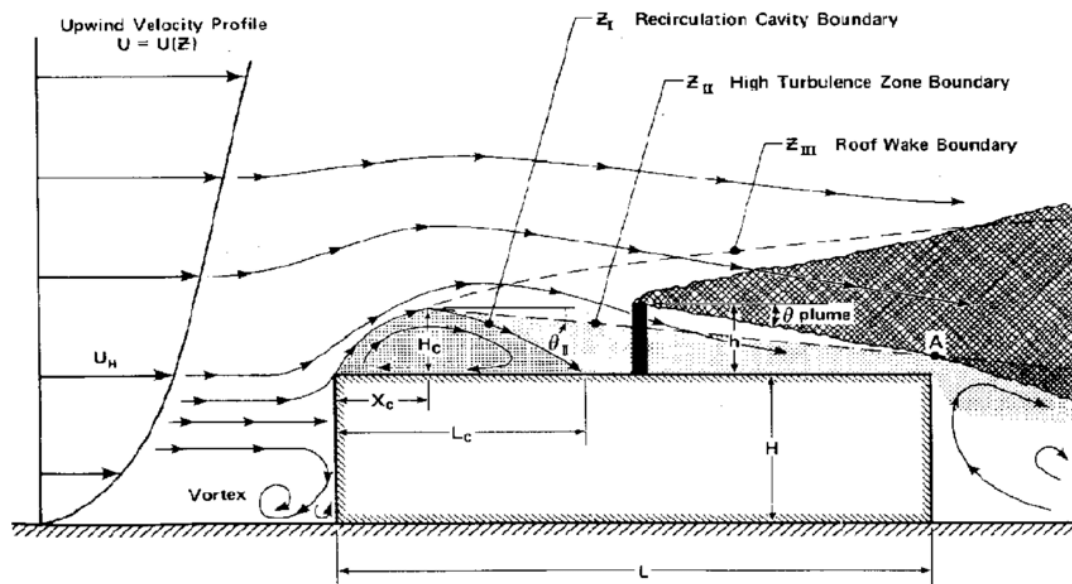 Upwind Velocity Profile
U = U(Z)
Z_I Recirculation Cavity Boundary
Z_II High Turbulence Zone Boundary
Z_III Roof Wake Boundary
θ plume
U_H
H_C
θ_II
h
A
X_C
L_C
H
Vortex
L